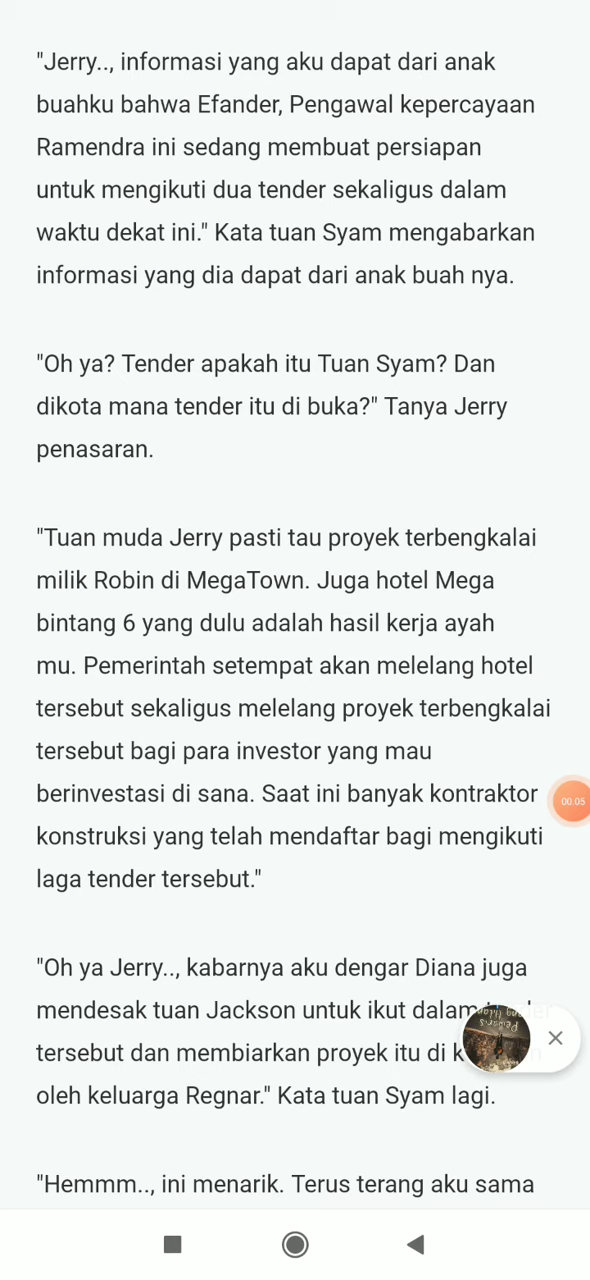 "Jerry.., informasi yang aku dapat dari anak
buahku bahwa Efander, Pengawal kepercayaan
Ramendra ini sedang membuat persiapan
untuk mengikuti dua tender sekaligus dalam
waktu dekat ini." Kata tuan Syam mengabarkan
informasi yang dia dapat dari anak buah nya.
"Oh ya? Tender apakah itu Tuan Syam? Dan
dikota mana tender itu di buka?" Tanya Jerry
penasaran.
"Tuan muda Jerry pasti tau proyek terbengkalai
milik Robin di MegaTown. Juga hotel Mega
bintang 6 yang dulu adalah hasil kerja ayah
mu. Pemerintah setempat akan melelang hotel
tersebut sekaligus melelang proyek terbengkalai
tersebut bagi para investor yang mau
berinvestasi di sana. Saat ini banyak kontraktor
konstruksi yang telah mendaftar bagi mengikuti
laga tender tersebut."
00:05
"Oh ya Jerry.., kabarnya aku dengar Diana juga
mendesak tuan Jackson untuk ikut dalam tender
tersebut dan membiarkan proyek itu di
oleh keluarga Regnar." Kata tuan Syam lagi.
Pewaris
"Hemmm.., ini menarik. Terus terang aku sama